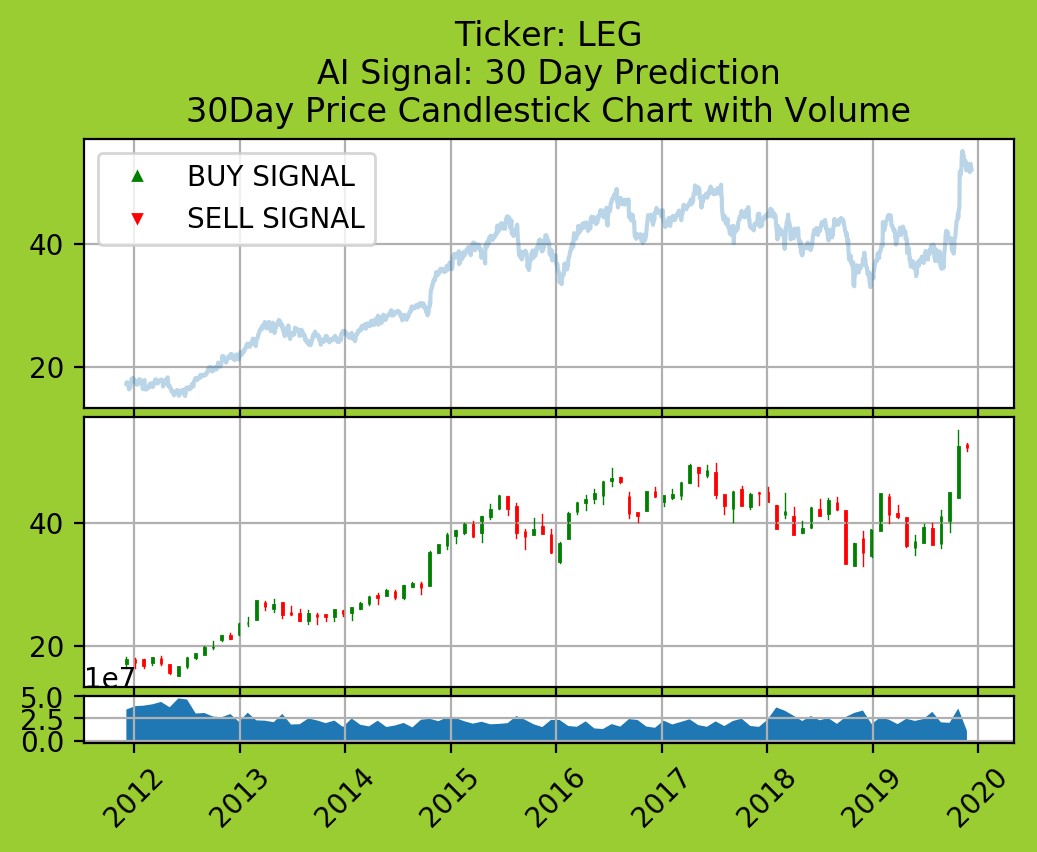 Ticker: LEG
AI Signal: 30 Day Prediction
30Day Price Candlestick Chart with Volume
BUY SIGNAL
SELL SIGNAL
40
20
40
20
1e7
5.0
2.5
0.0
2012 2013 2014 2015 2016 2017 2018 2019 2020